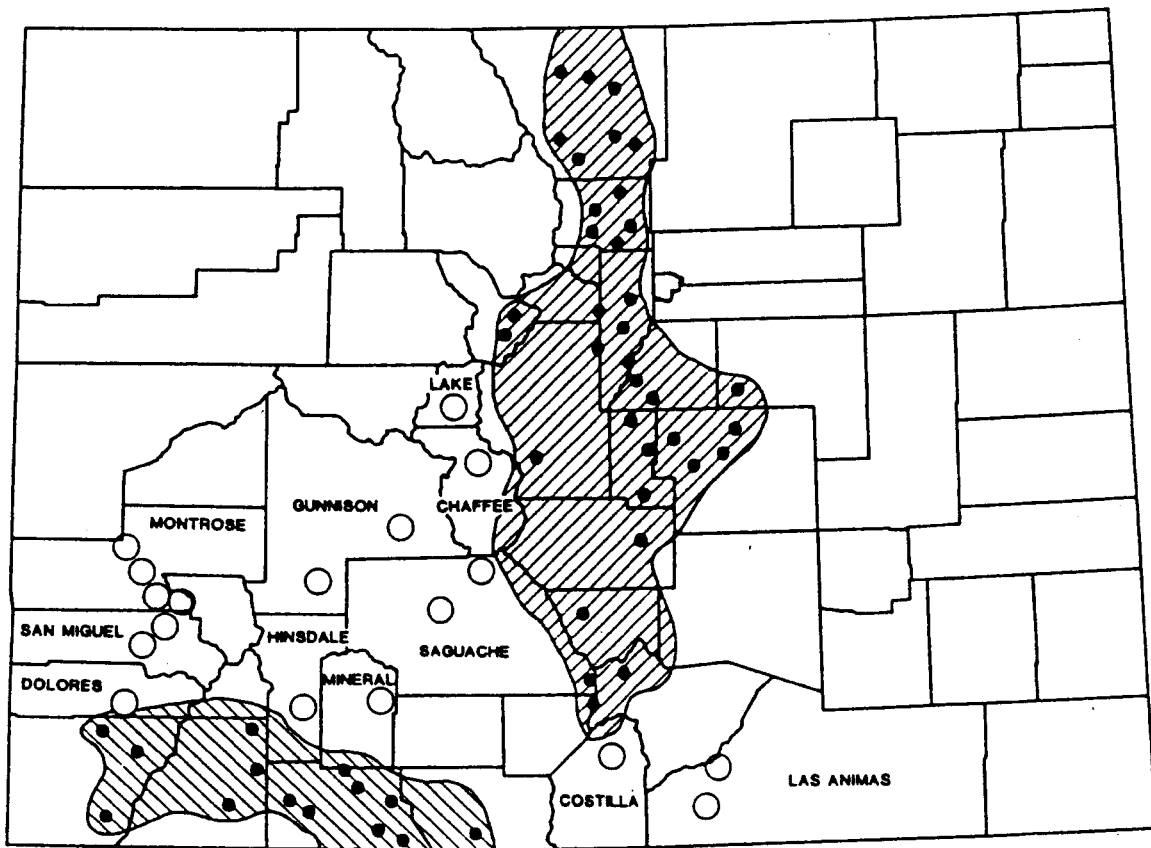 LAKE
GUNNISON
CHAFFEE
MONTROSE
SAN MIGUEL
HINSDALE
SAGUACHE
DOLORES
MINERAL
LAS ANIMAS
COSTILLA